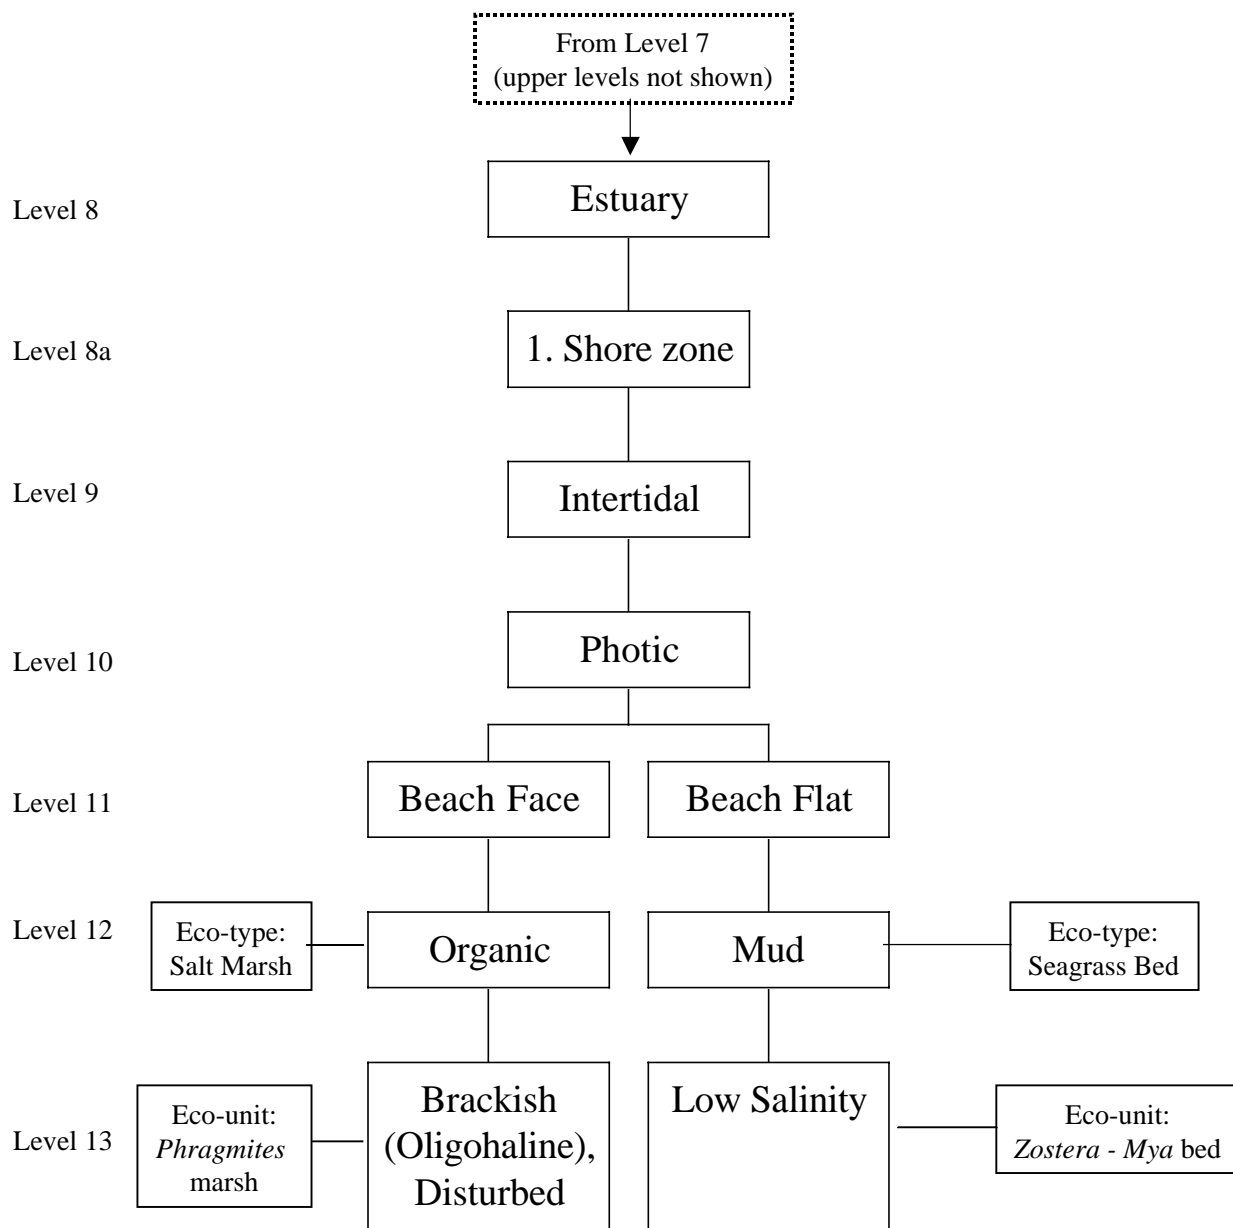 From Level 7
(upper levels not shown)
Level 8
Estuary
Level 8a
1. Shore zone
Level 9
Intertidal
Level 10
Photic
Level 11
Beach Face
Beach Flat
Level 12
Eco-type:
Salt Marsh
Organic
Mud
Eco-type:
Seagrass Bed
Level 13
Eco-unit:
Phragmites
marsh
Brackish
(Oligohaline),
Disturbed
Low Salinity
Eco-unit:
Zostera - Mya bed